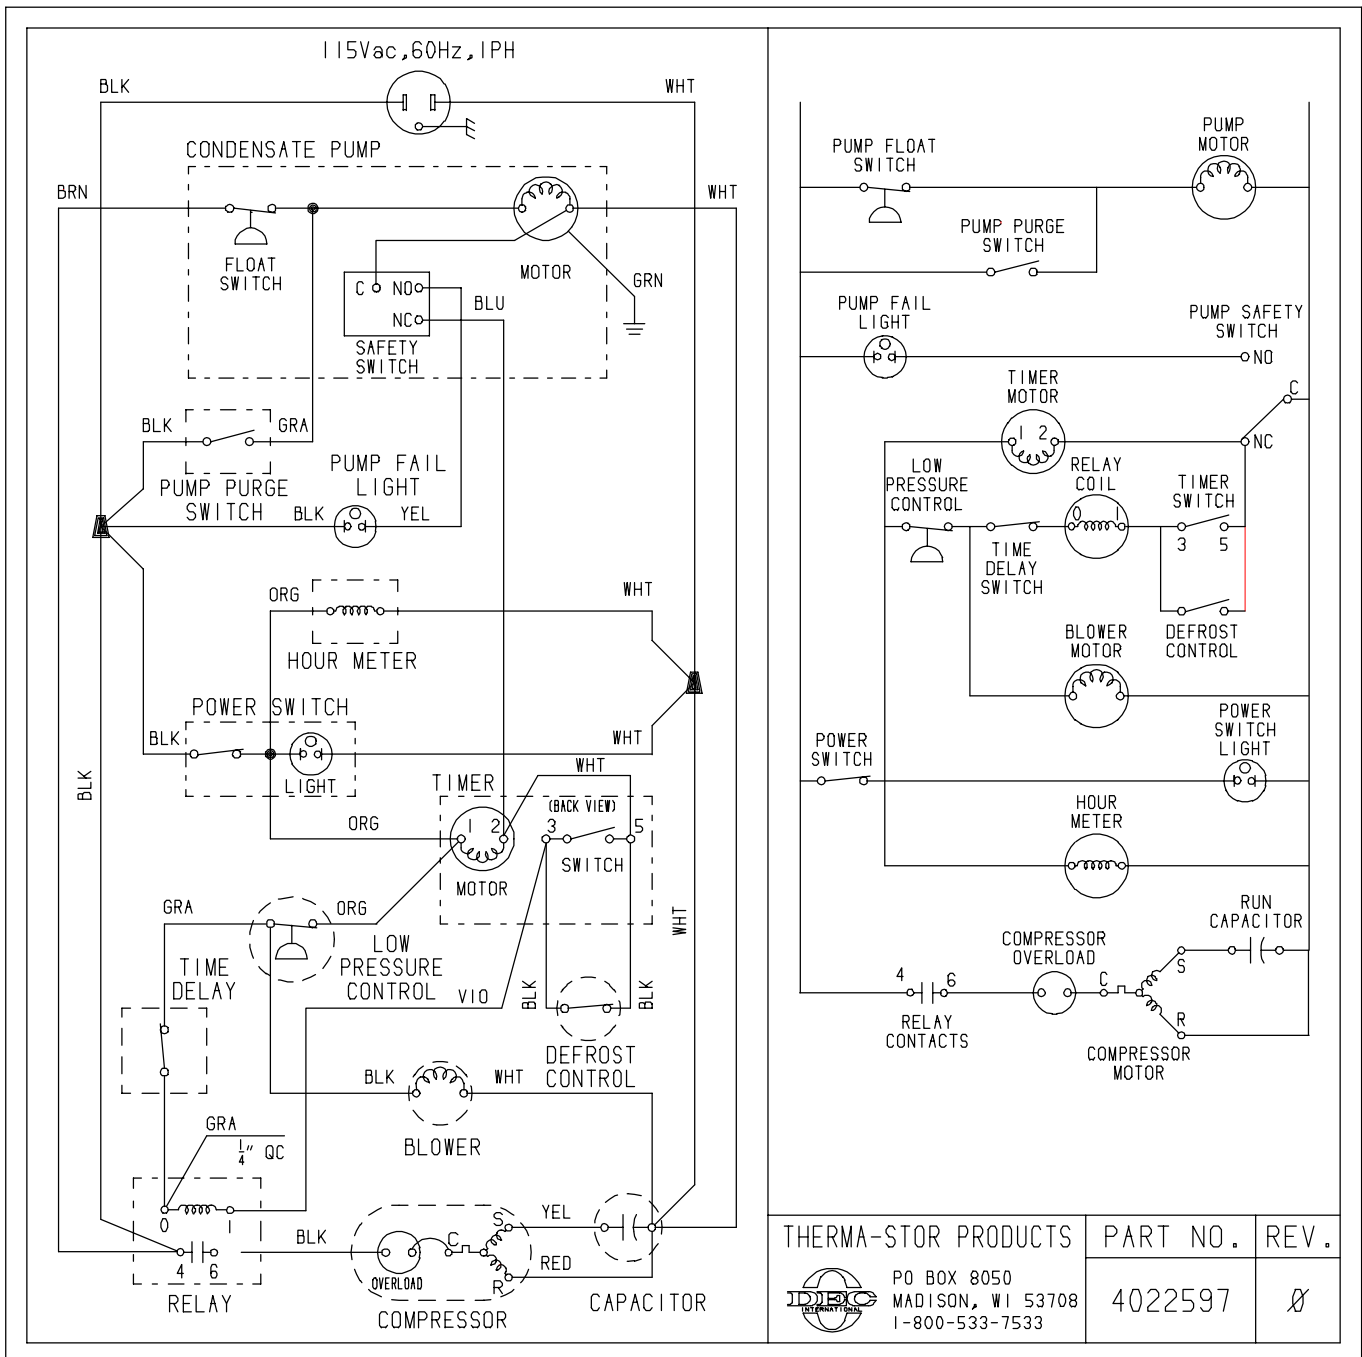 115Vac,60Hz,1PH
BLK
WHT
CONDENSATE PUMP
BRN
WHT
FLOAT
SWITCH
MOTOR
GRN
C
NO
NC
BLU
SAFETY
SWITCH
BLK
GRA
PUMP PURGE
SWITCH
PUMP FAIL
LIGHT
BLK
YEL
ORG
WHT
HOUR METER
POWER SWITCH
BLK
WHT
LIGHT
BLK
TIMER
WHT
(BACK VIEW)
ORG
1
2
3
5
SWITCH
MOTOR
GRA
ORG
LOW
PRESSURE
CONTROL
WHT
TIME
DELAY
VIO
BLK
BLK
DEFROST
CONTROL
BLK
WHT
BLOWER
GRA
1/4" QC
0
1
4
6
RELAY
BLK
OVERLOAD
C
S
R
COMPRESSOR
YEL
RED
CAPACITOR
PUMP FLOAT
SWITCH
PUMP
MOTOR
PUMP PURGE
SWITCH
PUMP FAIL
LIGHT
PUMP SAFETY
SWITCH
NO
C
NC
TIMER
MOTOR
1
2
LOW
PRESSURE
CONTROL
RELAY
COIL
0
1
TIMER
SWITCH
3
5
TIME
DELAY
SWITCH
BLOWER
MOTOR
DEFROST
CONTROL
POWER
SWITCH
POWER
SWITCH
LIGHT
HOUR
METER
RUN
CAPACITOR
COMPRESSOR
OVERLOAD
4
6
C
S
R
RELAY
CONTACTS
COMPRESSOR
MOTOR
THERMA-STOR PRODUCTS
PART NO.
REV.
DEC
INTERNATIONAL
PO BOX 8050
MADISON, WI 53708
1-800-533-7533
4022597
Ø